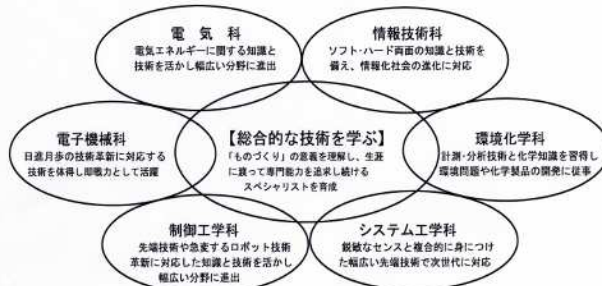 電気科
電気エネルギーに関する知識と
技術を活かし幅広い分野に進出
情報技術科
ソフト・ハード両面の知識と技術を
備え、情報化社会の進化に対応
電子機械科
日進月歩の技術革新に対応する
技術を体得し即戦力として活躍
【総合的な技術を学ぶ】
「ものづくり」の意義を理解し、生涯
に渡って専門能力を追求し続ける
スペシャリストを育成
環境化学科
計測・分析技術と化学知識を習得し
環境問題や化学製品の開発に従事
制御工学科
先端技術や急変するロボット技術
革新に対応した知識と技術を活かし
幅広い分野に進出
システム工学科
鋭敏なセンスと複合的に身につけ
た幅広い先端技術で次世代に対応